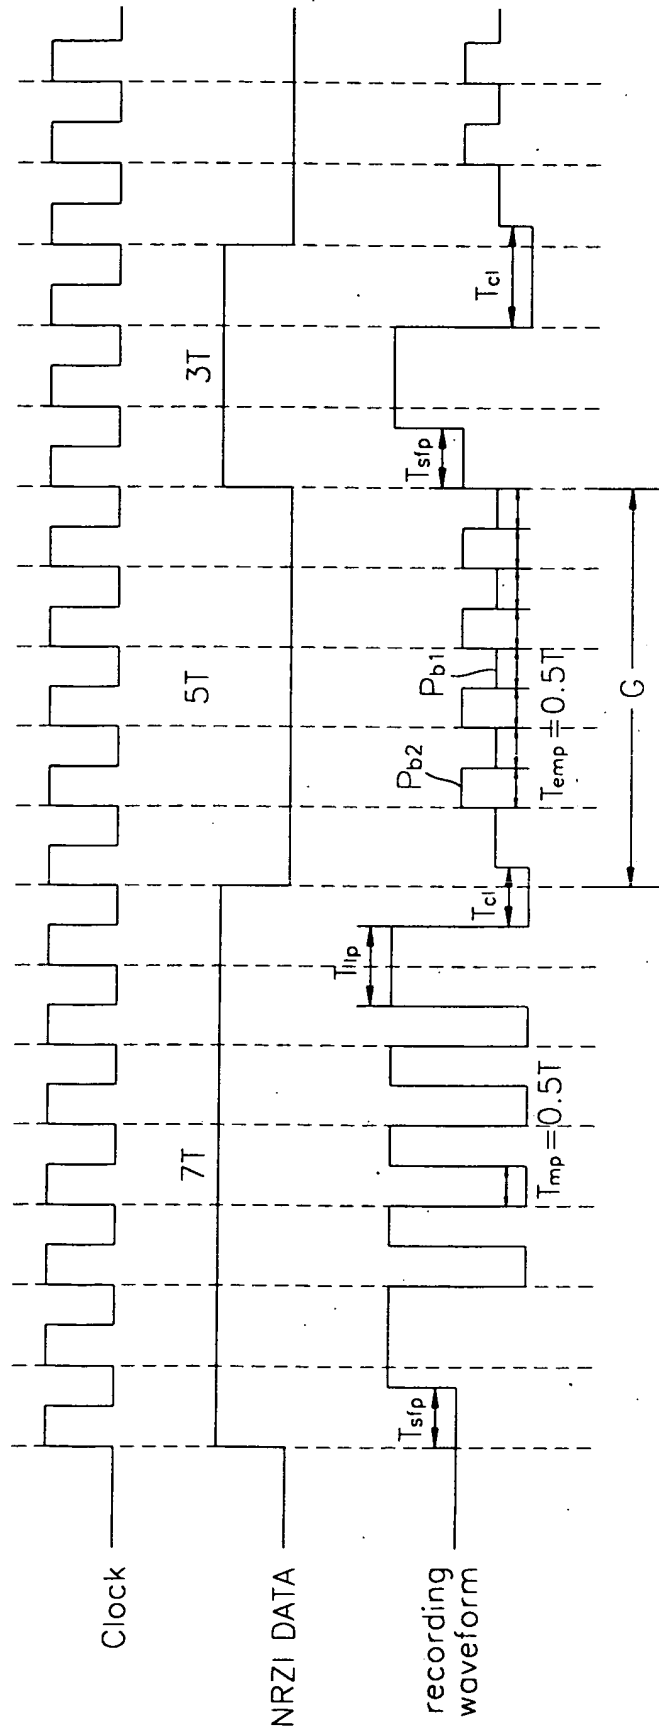 Clock
NRZI DATA
7T
5T
3T
recording
waveform
Tsfp
Tmp=0.5T
Tllp
Tcl
Pb2
Pb1
Temp=0.5T
Tsfp
Tcl
G